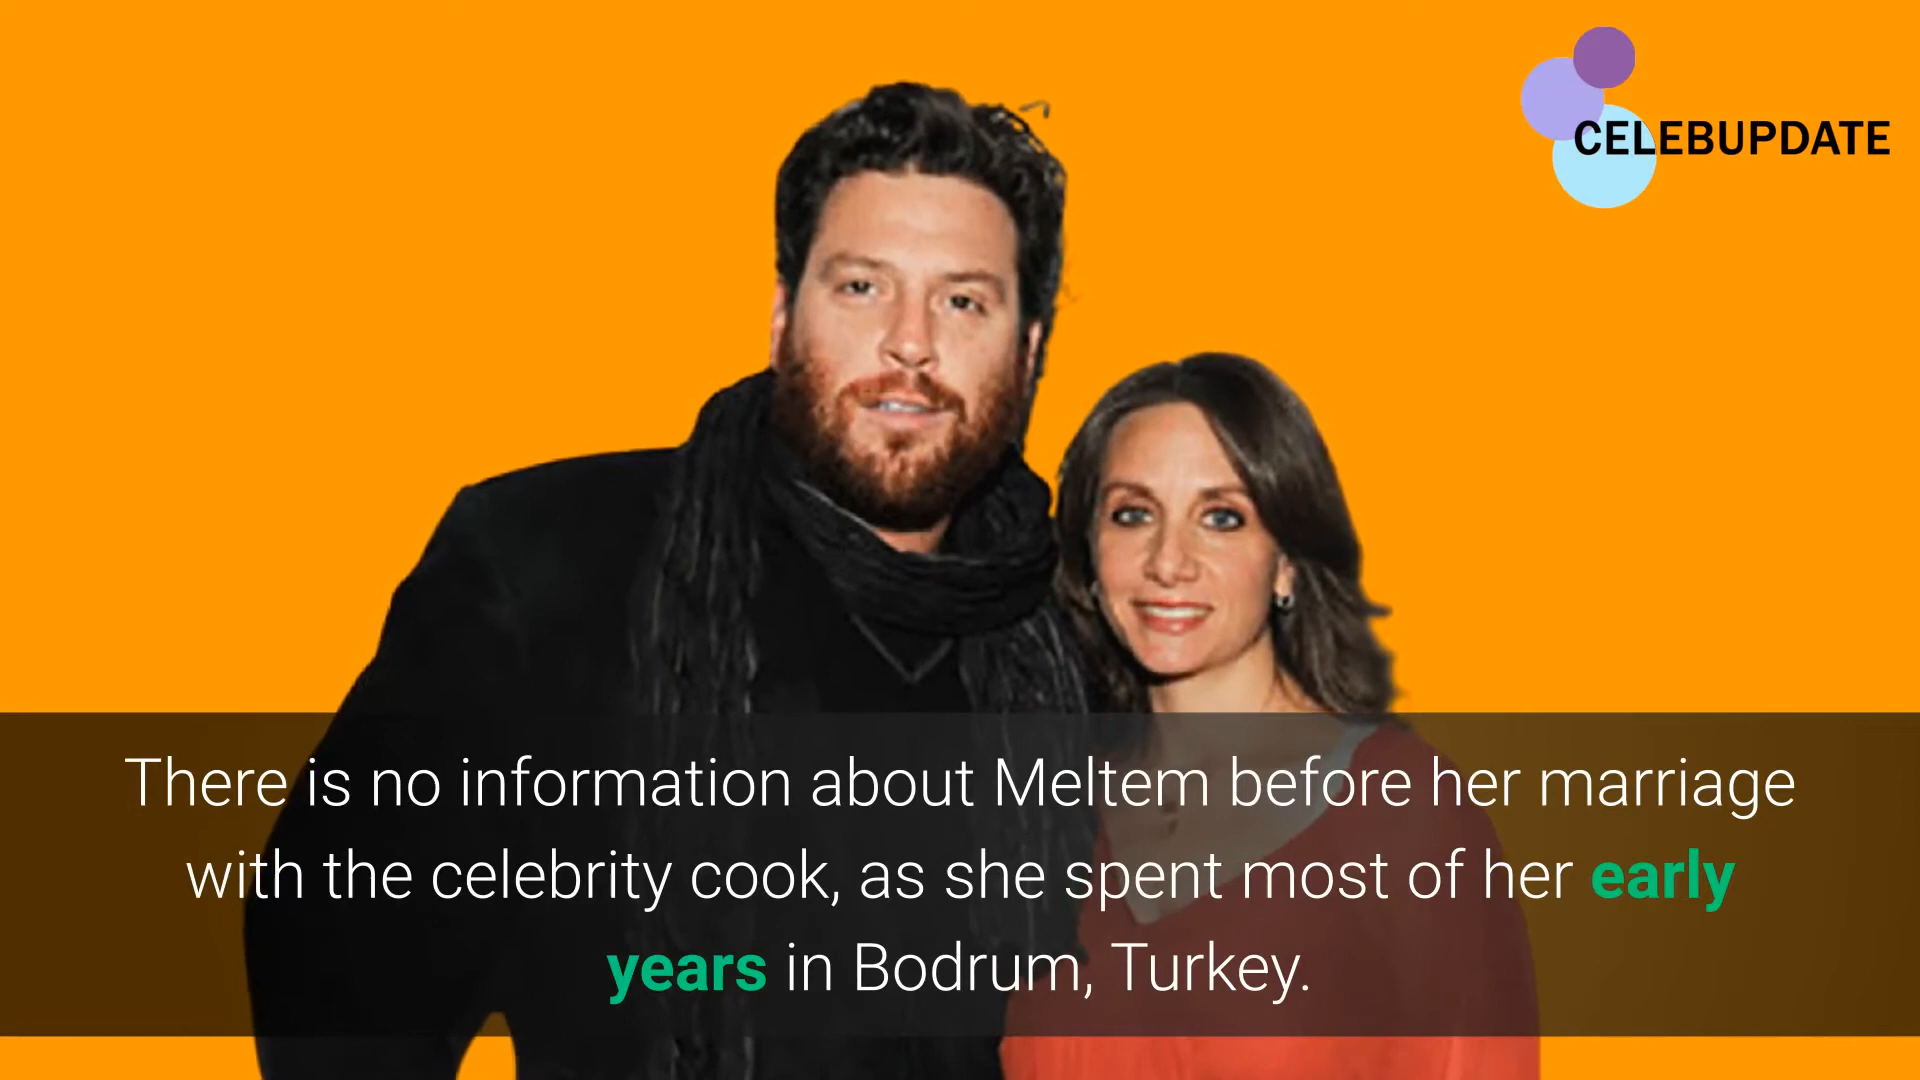 CELEBUPDATE
There is no information about Meltem before her marriage
with the celebrity cook, as she spent most of her early
years in Bodrum, Turkey.